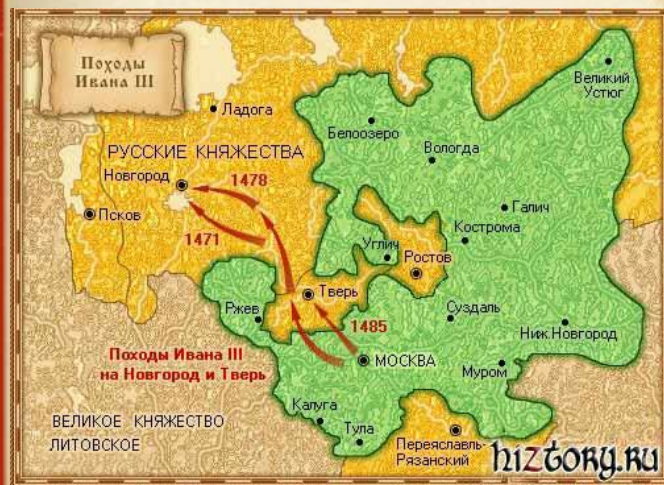 Походы
Ивана III
Великий
Устюг
Ладога
Белоозеро
РУССКИЕ КНЯЖЕСТВА
Вологда
Новгород
1478
Псков
Галич
1471
Кострома
Углич
Ростов
Тверь
Ржев
Суздаль
1485
Ниж.Новгород
Походы Ивана III
на Новгород и Тверь
МОСКВА
Муром
Калуга
ВЕЛИКОЕ КНЯЖЕСТВО
ЛИТОВСКОЕ
Тула
Переяславль-
Рязанский
hiztory.ru